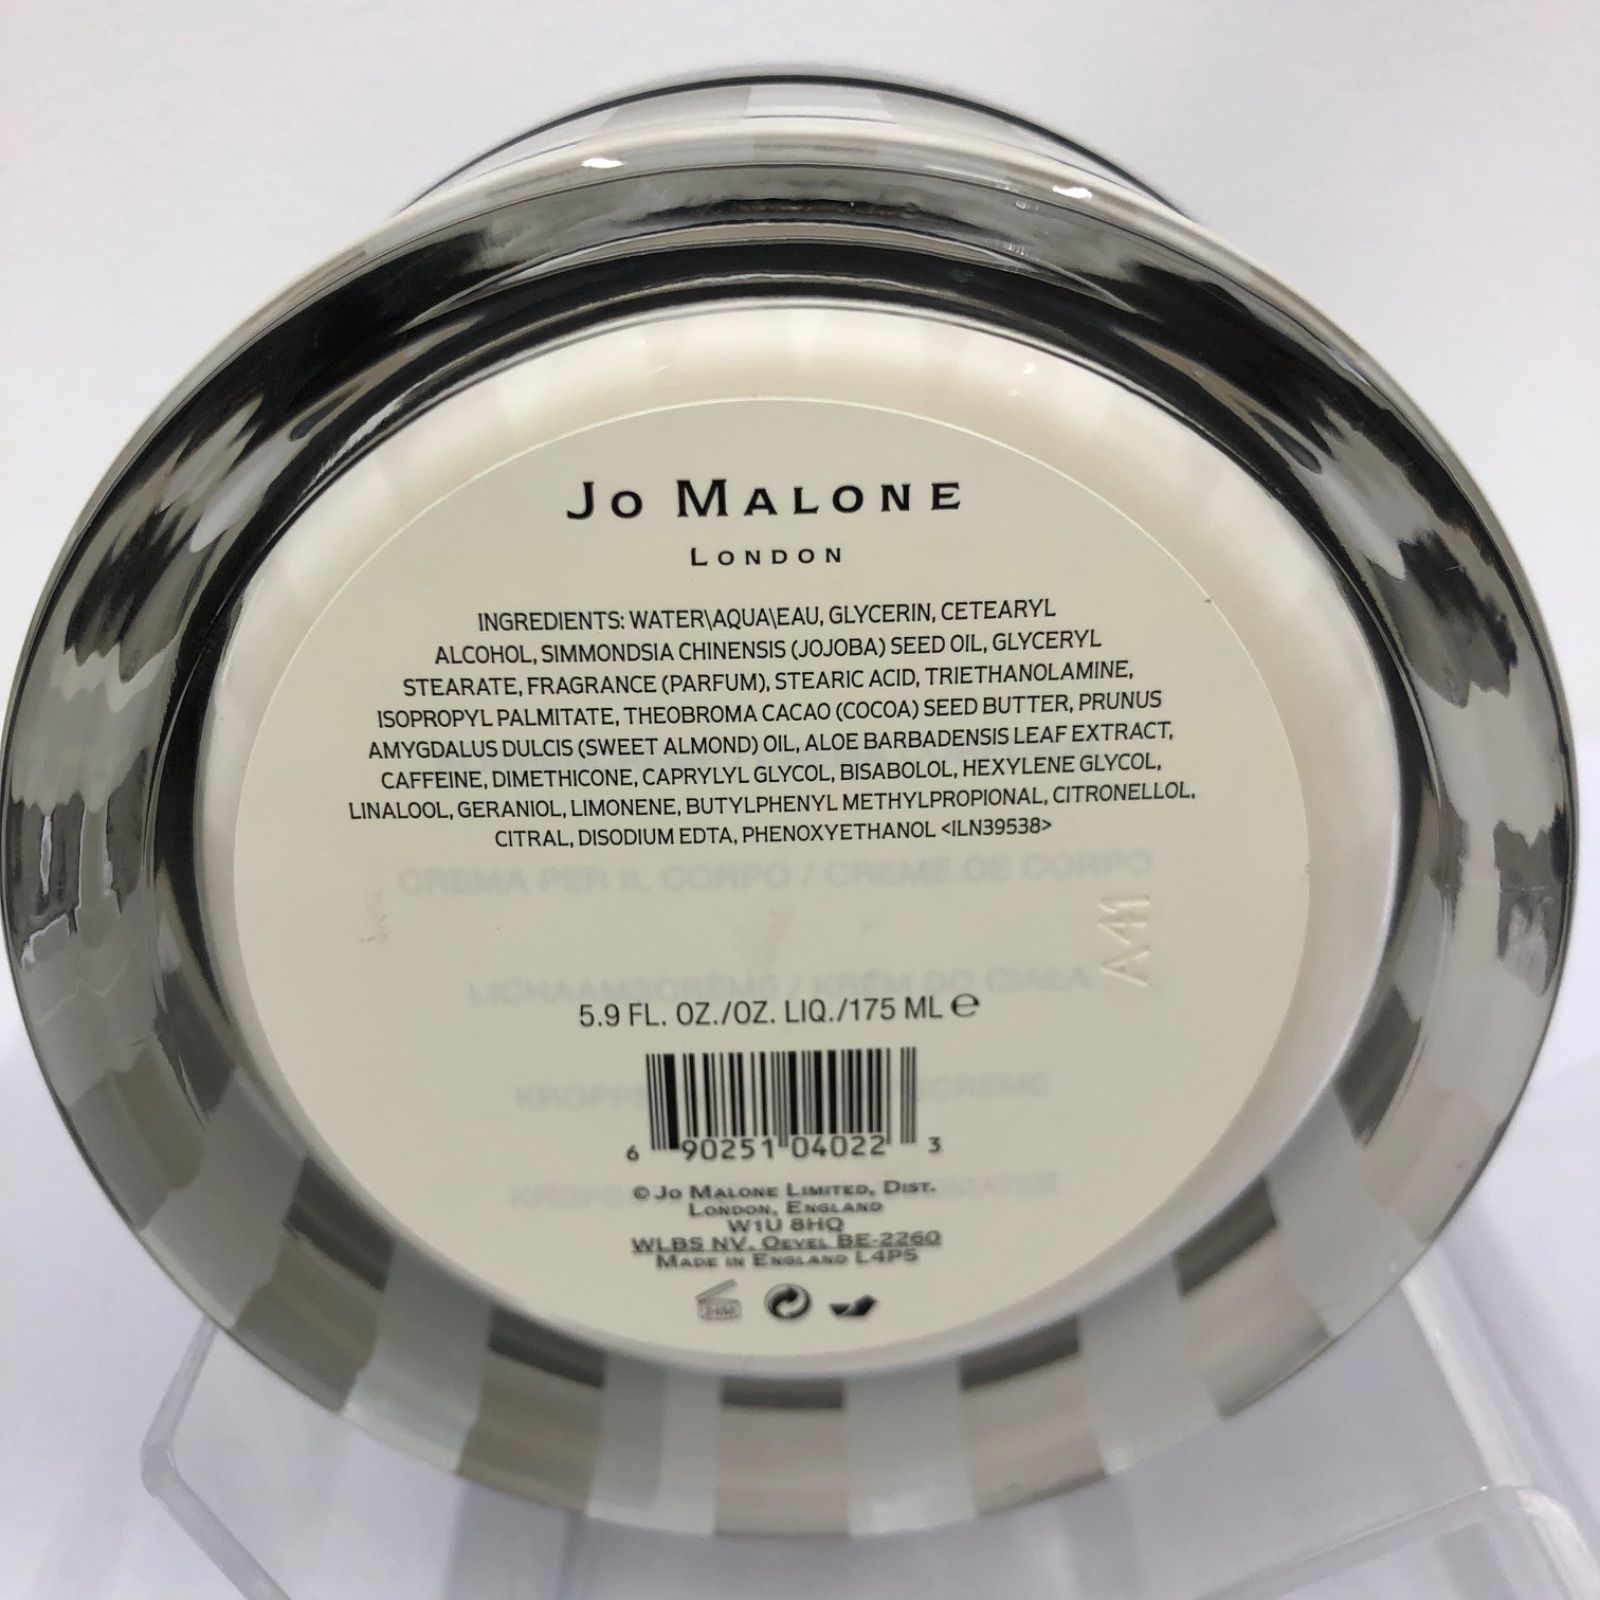 JO MALONE
LONDON
INGREDIENTS: WATER\AQUA\EAU, GLYCERIN, CETEARYL
ALCOHOL, SIMMONDSIA CHINENSIS (JOJOBA) SEED OIL, GLYCERYL
STEARATE, FRAGRANCE (PARFUM), STEARIC ACID, TRIETHANOLAMINE,
ISOPROPYL PALMITATE, THEOBROMA CACAO (COCOA) SEED BUTTER, PRUNUS
AMYGDALUS DULCIS (SWEET ALMOND) OIL, ALOE BARBADENSIS LEAF EXTRACT,
CAFFEINE, DIMETHICONE, CAPRYLYL GLYCOL, BISABOLOL, HEXYLENE GLYCOL,
LINALOOL, GERANIOL, LIMONENE, BUTYLPHENYL METHYLPROPIONAL, CITRONELLOL,
CITRAL, DISODIUM EDTA, PHENOXYETHANOL <ILN39538>
CREMA PER IL CORPO / CREME DE CORPO
A41
LICHAAMSCRÈME / KREM DO CIAŁA
5.9 FL. OZ./OZ. LIQ./175 ML ℮
6 90251 04022 3
© JO MALONE LIMITED, DIST.
LONDON, ENGLAND
W1U 8HQ
WLBS NV. OEVEL BE-2260
MADE IN ENGLAND L4P5
24M